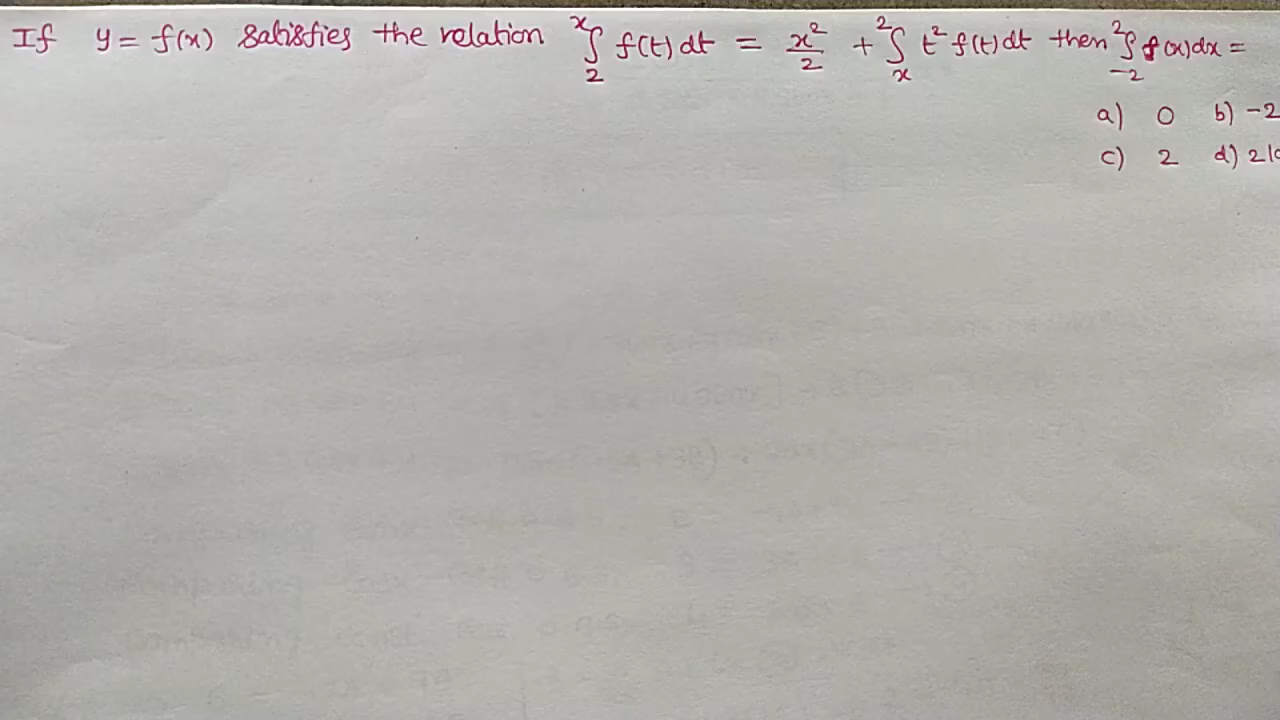 If y = f(x) satisfies the relation ∫₂ˣ f(t) dt = x²/2 + ∫ₓ² t² f(t) dt then ∫₋₂² f(x) dx =
a) 0 b) -2
c) 2 d)